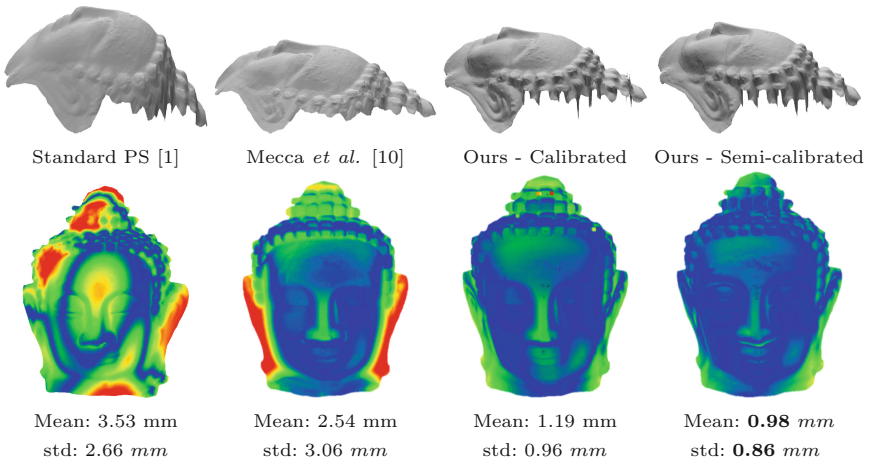 Standard PS [1]
Mecca et al. [10]
Ours - Calibrated
Ours - Semi-calibrated
Mean: 3.53 mm
std: 2.66 mm
Mean: 2.54 mm
std: 3.06 mm
Mean: 1.19 mm
std: 0.96 mm
Mean: 0.98 mm
std: 0.86 mm